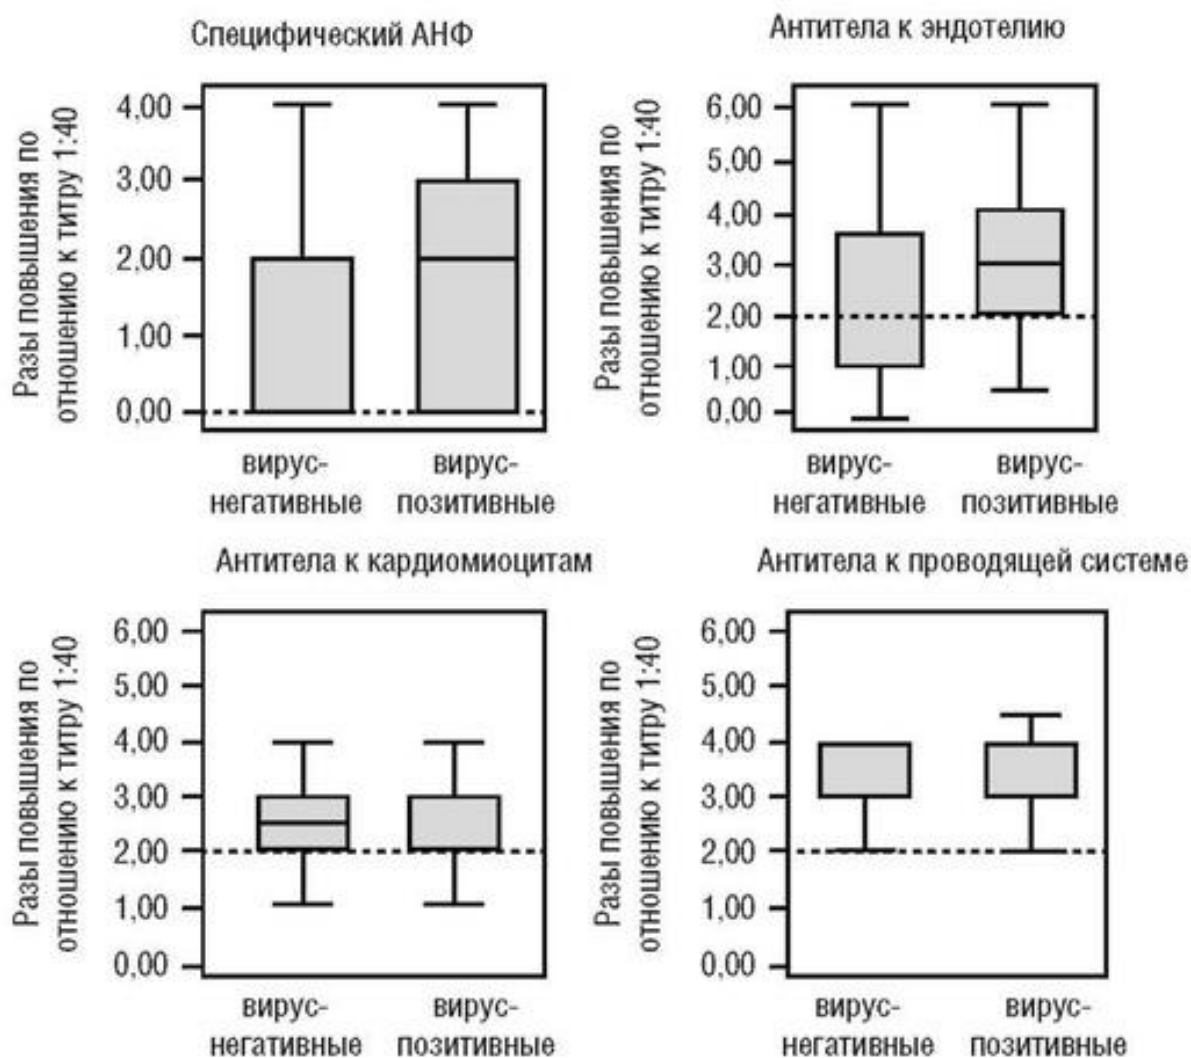 Специфический АНФ
Разы повышения по
отношению к титру 1:40
4,00
3,00
2,00
1,00
0,00
вирус-
негативные
вирус-
позитивные
Антитела к эндотелию
Разы повышения по
отношению к титру 1:40
6,00
5,00
4,00
3,00
2,00
1,00
0,00
вирус-
негативные
вирус-
позитивные
Антитела к кардиомиоцитам
Разы повышения по
отношению к титру 1:40
6,00
5,00
4,00
3,00
2,00
1,00
0,00
вирус-
негативные
вирус-
позитивные
Антитела к проводящей системе
Разы повышения по
отношению к титру 1:40
6,00
5,00
4,00
3,00
2,00
1,00
0,00
вирус-
негативные
вирус-
позитивные